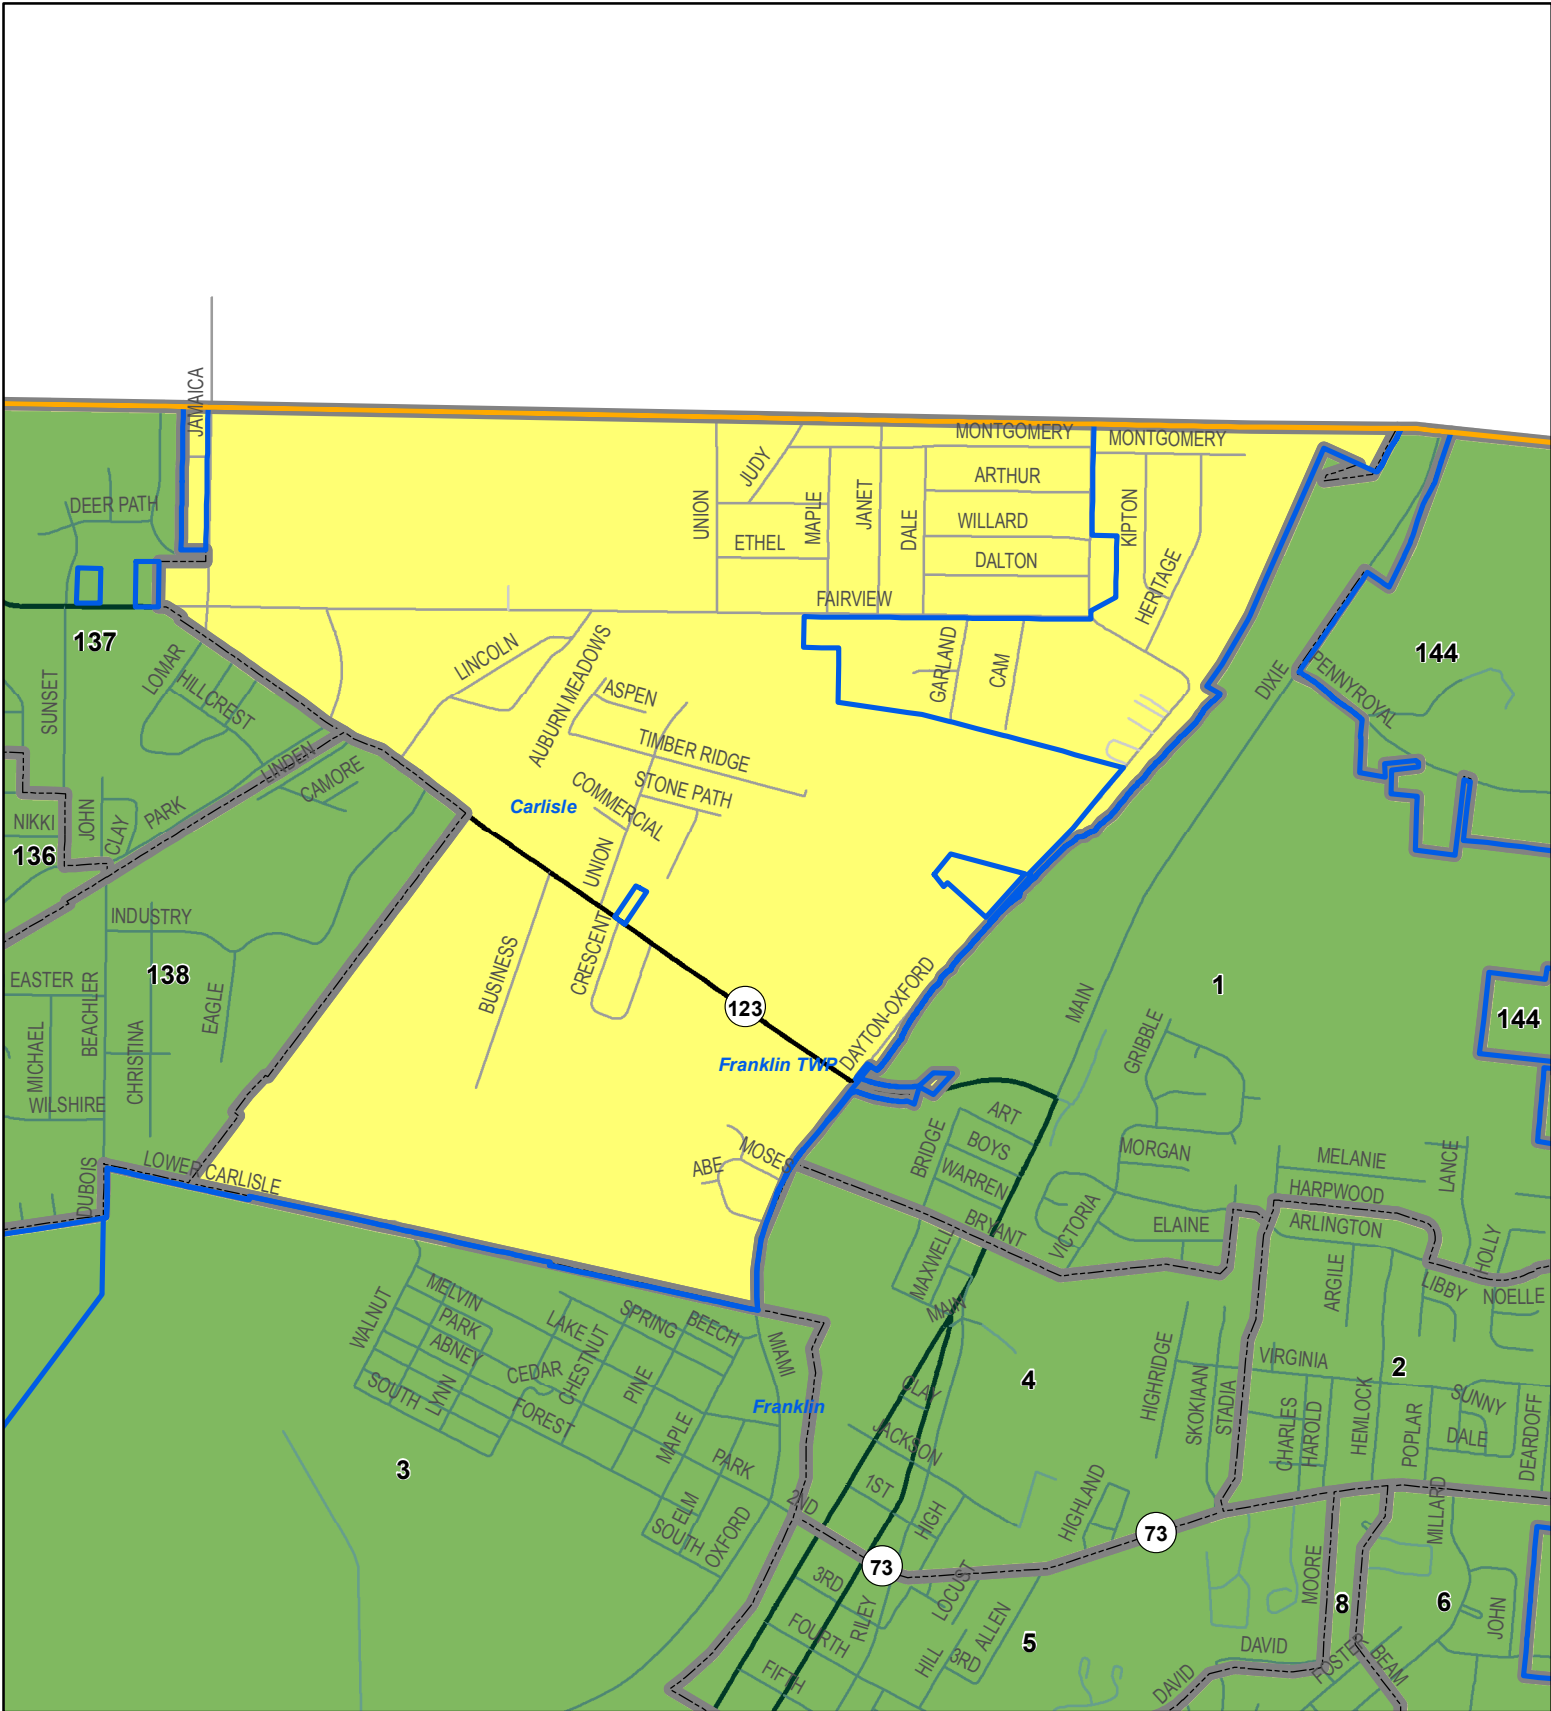 JAMAICA
MONTGOMERY
MONTGOMERY
JUDY
ARTHUR
DEER PATH
UNION
MAPLE
JANET
DALE
WILLARD
KIPTON
ETHEL
DALTON
HERITAGE
FAIRVIEW
137
144
LOMAR
LINCOLN
AUBURN MEADOWS
GARLAND
CAM
DIXIE
PENNYROYAL
SUNSET
HILLCREST
ASPEN
TIMBER RIDGE
LINDEN
CAMORE
COMMERCIAL
STONE PATH
Carlisle
JOHN
CLAY
PARK
NIKKI
136
UNION
INDUSTRY
CRESCENT
BUSINESS
138
EASTER
BEACHLER
EAGLE
1
DAYTON-OXFORD
MAIN
123
144
MICHAEL
CHRISTINA
GRIBBLE
Franklin TWP
WILSHIRE
ART
BRIDGE
BOYS
MOSES
ABE
MORGAN
MELANIE
LANCE
WARREN
DUBOIS
LOWER CARLISLE
HARPWOOD
BRYANT
VICTORIA
ELAINE
ARLINGTON
HOLLY
MAXWELL
ARGILE
LIBBY
NOELLE
MELVIN
WALNUT
PARK
LAKE
SPRING
BEECH
MAIN
ABNEY
MIAMI
CEDAR
CHESTNUT
PINE
4
VIRGINIA
2
HIGHRIDGE
SOUTH
LYNN
CLAY
SKOKIAAN
STADIA
SUNNY
FOREST
Franklin
CHARLES
HAROLD
HEMLOCK
POPLAR
DALE
DEARDOFF
MAPLE
JACKSON
3
PARK
1ST
2ND
ELM
HIGH
HIGHLAND
MILLARD
SOUTH
OXFORD
73
73
3RD
LOCUST
MOORE
8
6
RILEY
JOHN
FOURTH
ALLEN
5
HILL
3RD
DAVID
FOSTER
BEAM
FIFTH
DAVID